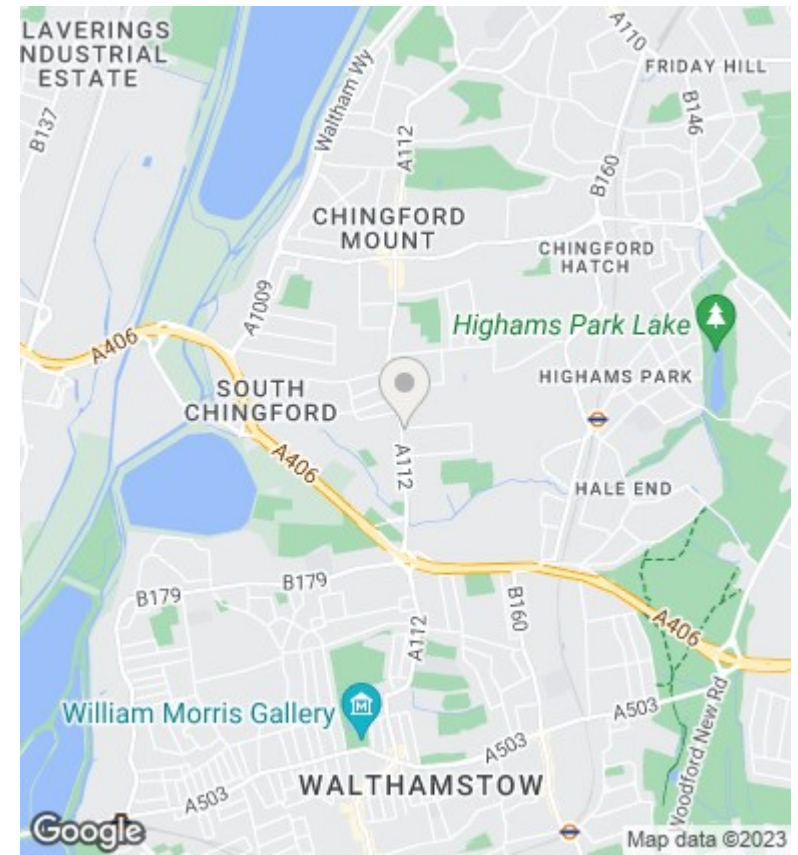 LAVERINGS
NDUSTRIAL
ESTATE
A110
FRIDAY HILL
B137
Waltham Wy
A112
B146
B160
CHINGFORD
MOUNT
CHINGFORD
HATCH
A1009
Highams Park Lake
A406
HIGHAMS PARK
SOUTH
CHINGFORD
A112
A406
HALE END
B179
B179
B160
A112
A406
William Morris Gallery
A503
A503
Woodford New Rd
WALTHAMSTOW
A503
Google
Map data ©2023